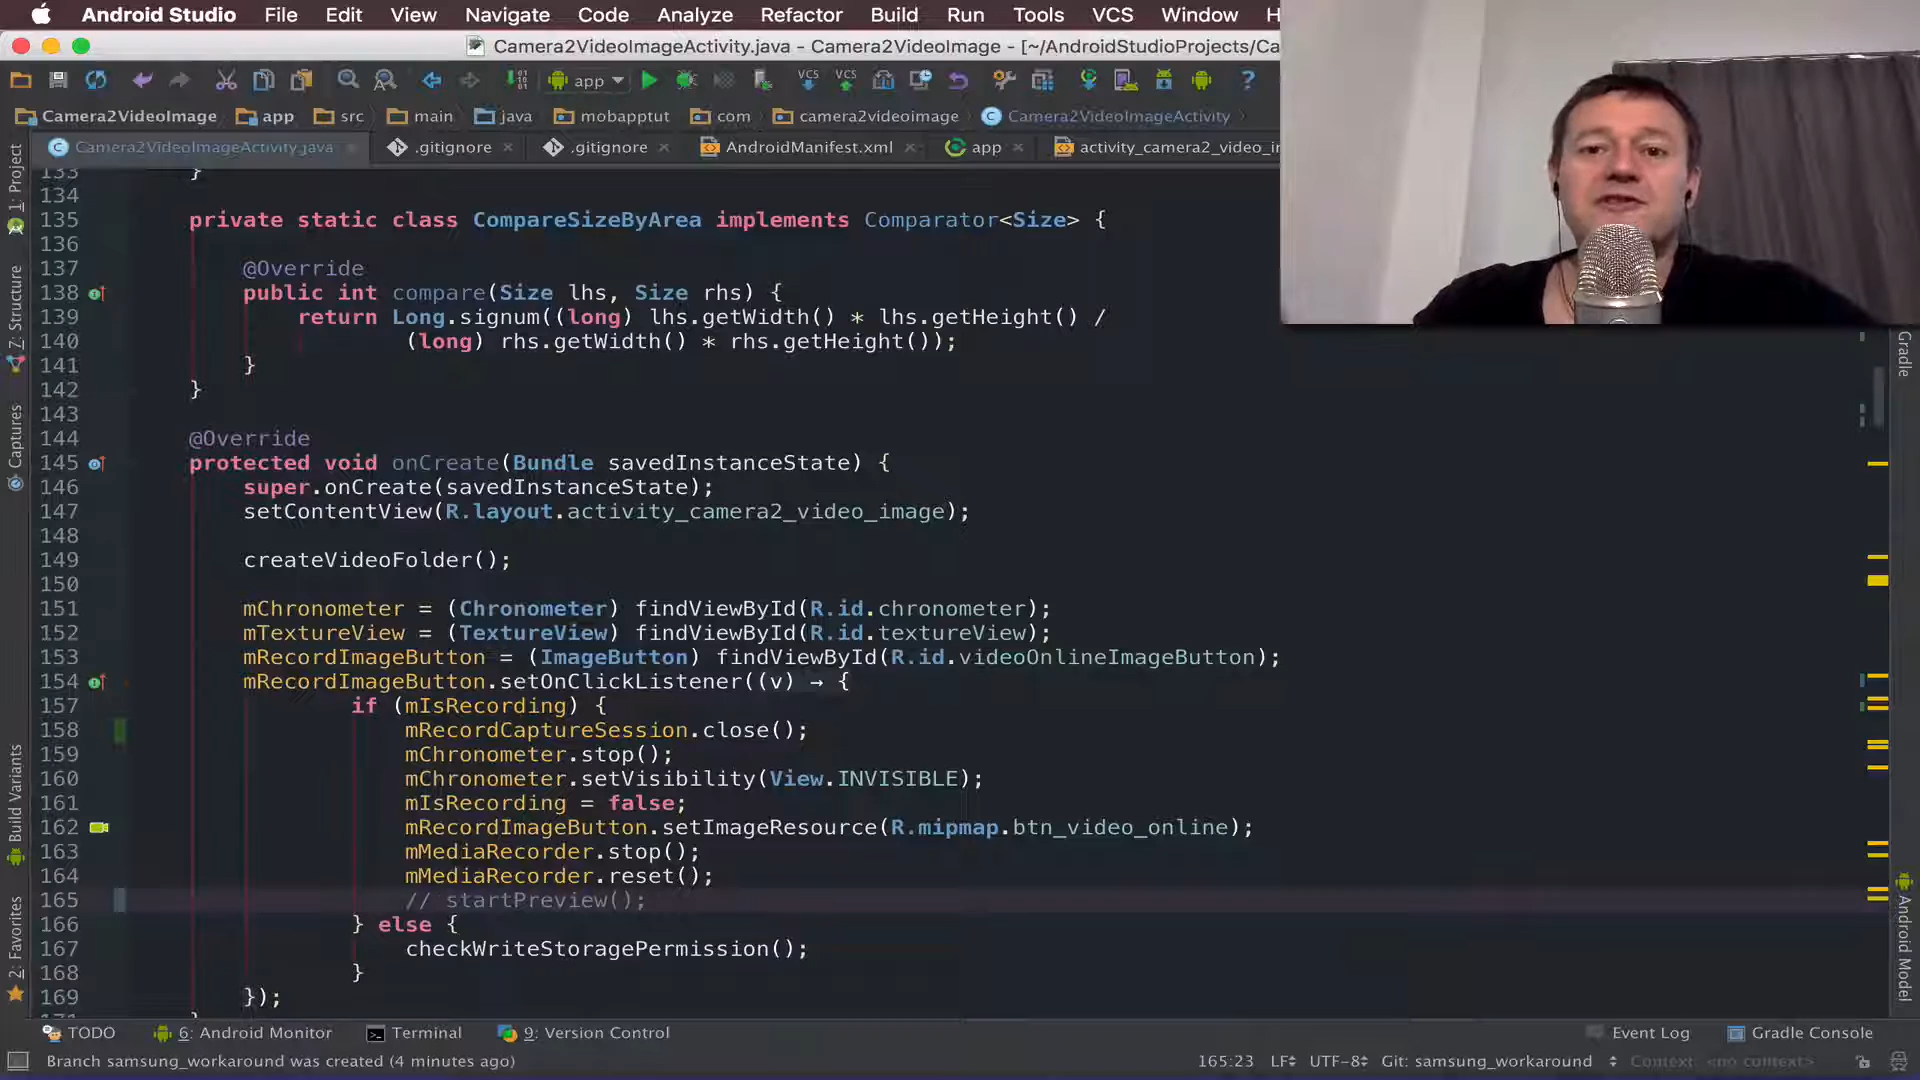 Android Studio File Edit View Navigate Code Analyze Refactor Build Run Tools VCS Window H
Camera2VideoImageActivity.java - Camera2VideoImage - [~/AndroidStudioProjects/Ca
app VCS VCS ?
Camera2VideoImage app src main java mobapptut com camera2videoimage Camera2VideoImageActivity
Camera2VideoImageActivity.java .gitignore .gitignore AndroidManifest.xml app activity_camera2_video_i
1: Project
7: Structure
Captures
Build Variants
2: Favorites
133 }
134
135 private static class CompareSizeByArea implements Comparator<Size> {
136
137 @Override
138 public int compare(Size lhs, Size rhs) {
139 return Long.signum((long) lhs.getWidth() * lhs.getHeight() /
140 (long) rhs.getWidth() * rhs.getHeight());
141 }
142 }
143
144 @Override
145 protected void onCreate(Bundle savedInstanceState) {
146 super.onCreate(savedInstanceState);
147 setContentView(R.layout.activity_camera2_video_image);
148
149 createVideoFolder();
150
151 mChronometer = (Chronometer) findViewById(R.id.chronometer);
152 mTextureView = (TextureView) findViewById(R.id.textureView);
153 mRecordImageButton = (ImageButton) findViewById(R.id.videoOnlineImageButton);
154 mRecordImageButton.setOnClickListener((v) → {
157 if (mIsRecording) {
158 mRecordCaptureSession.close();
159 mChronometer.stop();
160 mChronometer.setVisibility(View.INVISIBLE);
161 mIsRecording = false;
162 mRecordImageButton.setImageResource(R.mipmap.btn_video_online);
163 mMediaRecorder.stop();
164 mMediaRecorder.reset();
165 // startPreview();
166 } else {
167 checkWriteStoragePermission();
168 }
169 });
Gradle
Android Model
TODO 6: Android Monitor Terminal 9: Version Control Event Log Gradle Console
Branch samsung_workaround was created (4 minutes ago) 165:23 LF UTF-8 Git: samsung_workaround Context: <no context>